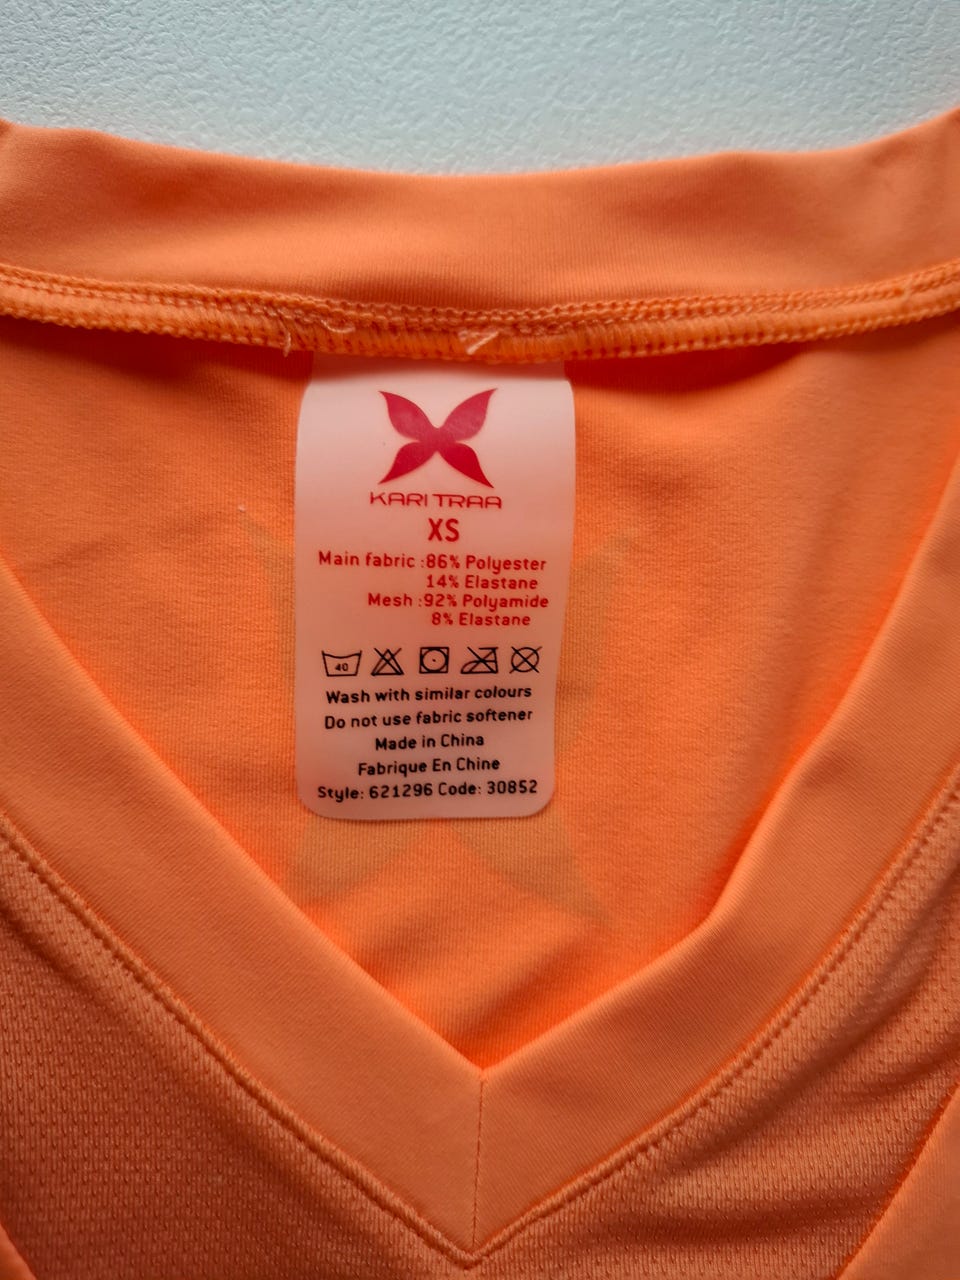 KARI TRAA
XS
Main fabric :86% Polyester
14% Elastane
Mesh :92% Polyamide
8% Elastane
40
Wash with similar colours
Do not use fabric softener
Made in China
Fabrique En Chine
Style: 621296 Code: 30852